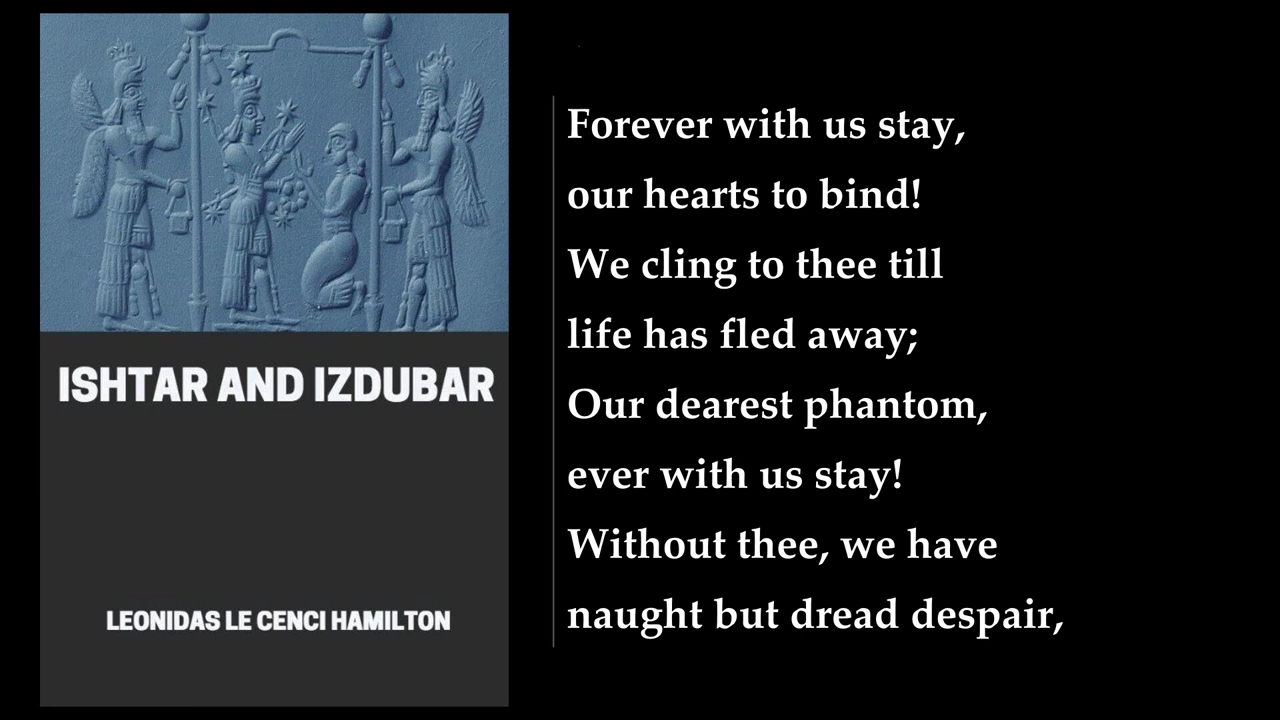 ISHTAR AND IZDUBAR
LEONIDAS LE CENCI HAMILTON
Forever with us stay,
our hearts to bind!
We cling to thee till
life has fled away;
Our dearest phantom,
ever with us stay!
Without thee, we have
naught but dread despair,